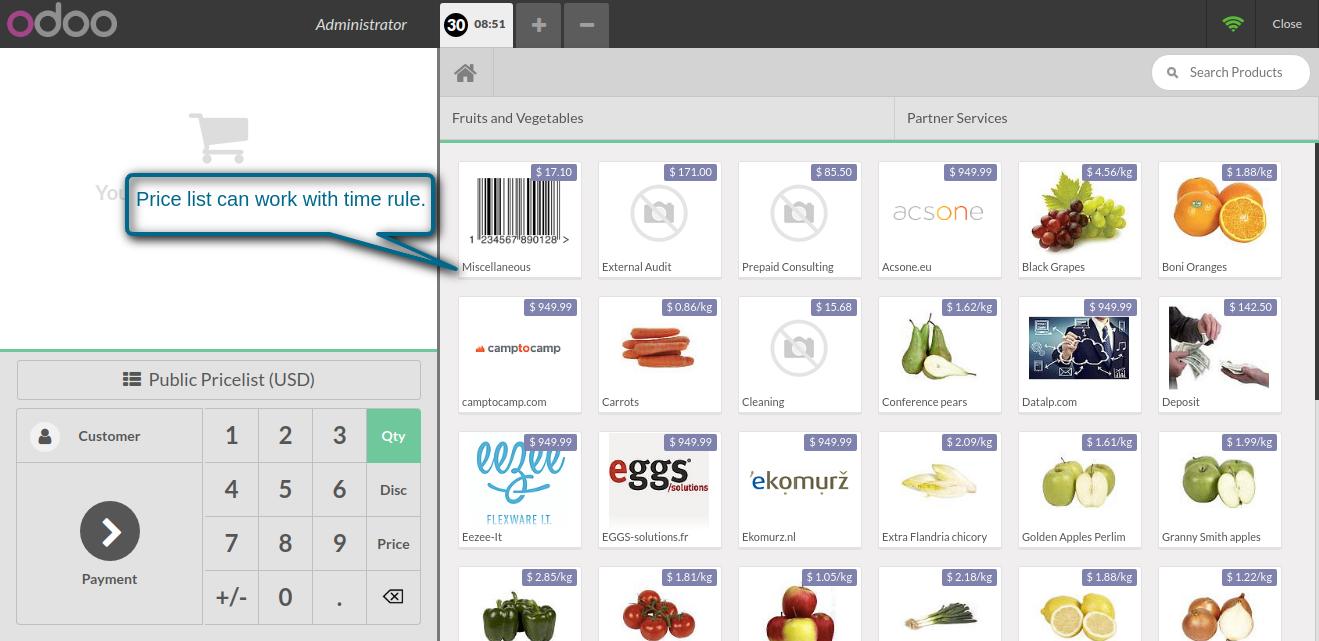 odoo
Administrator
30 08:51
+
−
Close
Search Products
Fruits and Vegetables
Partner Services
Price list can work with time rule.
$ 17.10
1 234567 890128 >
Miscellaneous
$ 171.00
External Audit
$ 85.50
Prepaid Consulting
$ 949.99
acsone
Acsone.eu
$ 4.56/kg
Black Grapes
$ 1.88/kg
Boni Oranges
$ 949.99
camptocamp
camptocamp.com
$ 0.86/kg
Carrots
$ 15.68
Cleaning
$ 1.62/kg
Conference pears
$ 949.99
Datalp.com
$ 142.50
Deposit
$ 949.99
eezee
FLEXWARE I.T.
Eezee-It
$ 949.99
eggs
/solutions
EGGS-solutions.fr
$ 949.99
'ekomurž
Ekomurz.nl
$ 2.09/kg
Extra Flandria chicory
$ 1.61/kg
Golden Apples Perlim
$ 1.99/kg
Granny Smith apples
$ 2.85/kg
$ 1.81/kg
$ 1.05/kg
$ 2.18/kg
$ 1.88/kg
$ 1.22/kg
Public Pricelist (USD)
Customer
Payment
1 2 3 Qty
4 5 6 Disc
7 8 9 Price
+/- 0 .